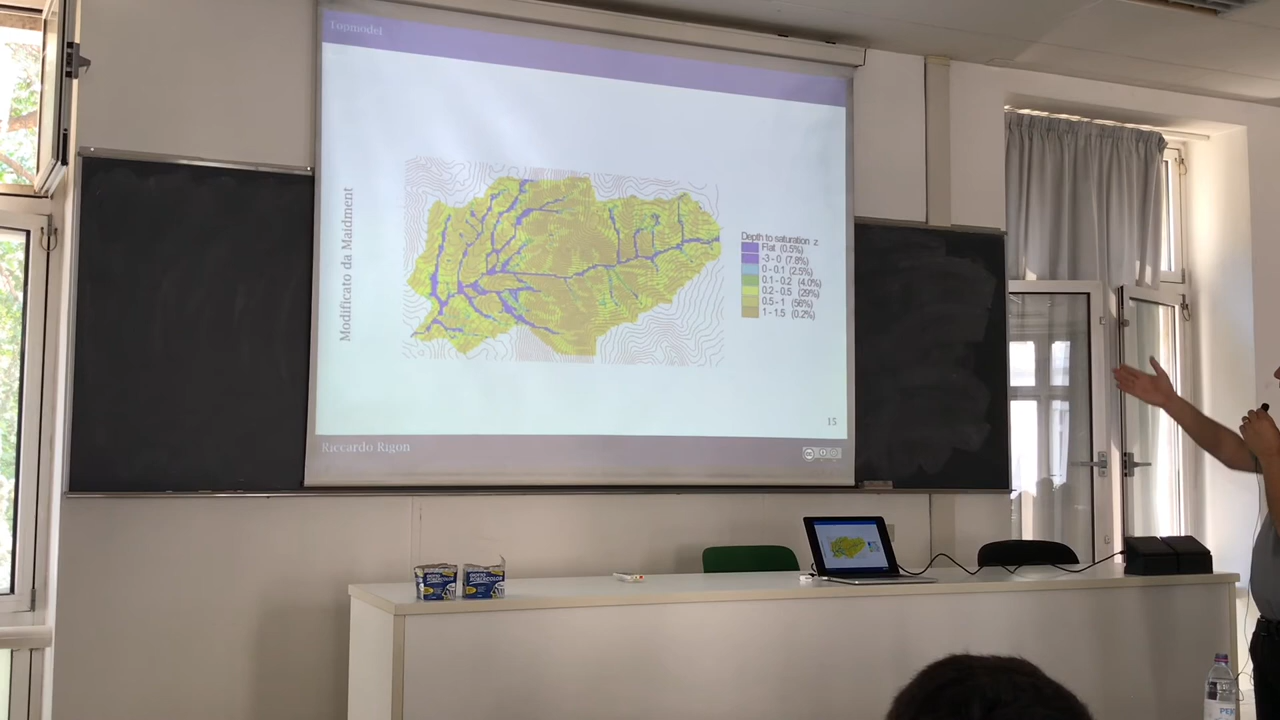 Topmodel
Modificato da Maidment
Depth to saturation z
Flat (0.5%)
-3 - 0 (7.8%)
0 - 0.1 (2.5%)
0.1 - 0.2 (4.0%)
0.2 - 0.5 (29%)
0.5 - 1 (56%)
1 - 1.5 (0.2%)
15
Riccardo Rigon
cc
ROBERCOLOR